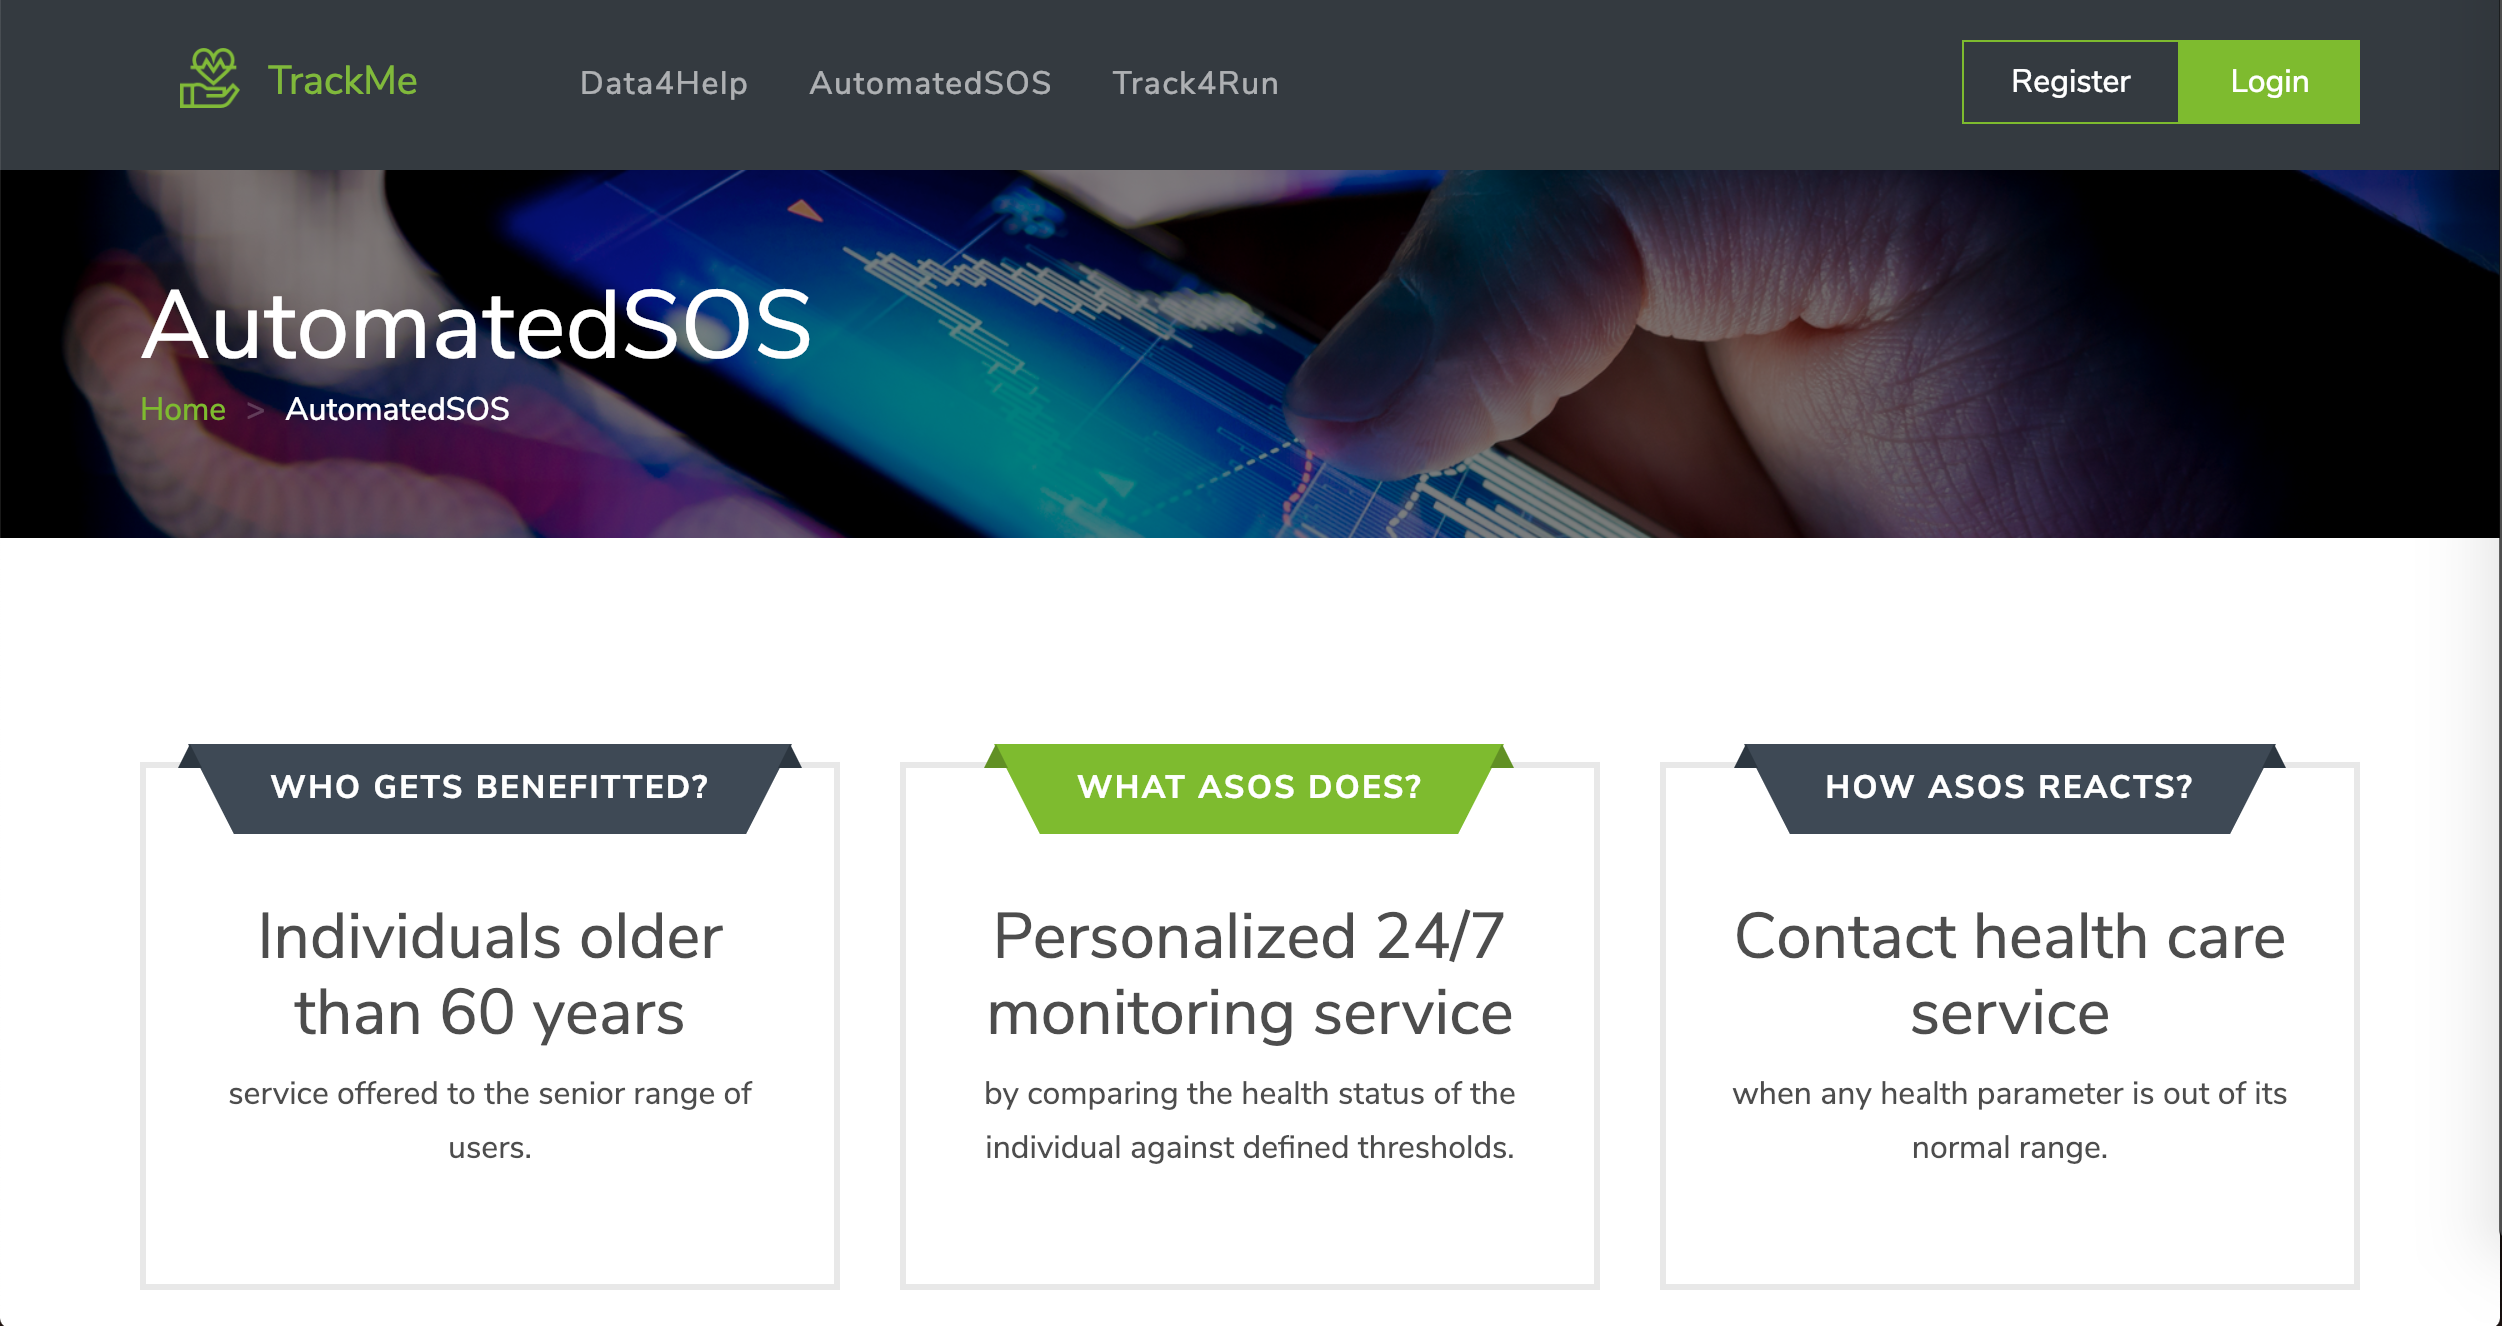 TrackMe
Data4Help
AutomatedSOS
Track4Run
Register
Login
AutomatedSOS
Home > AutomatedSOS
WHO GETS BENEFITTED?
Individuals older
than 60 years
service offered to the senior range of
users.
WHAT ASOS DOES?
Personalized 24/7
monitoring service
by comparing the health status of the
individual against defined thresholds.
HOW ASOS REACTS?
Contact health care
service
when any health parameter is out of its
normal range.